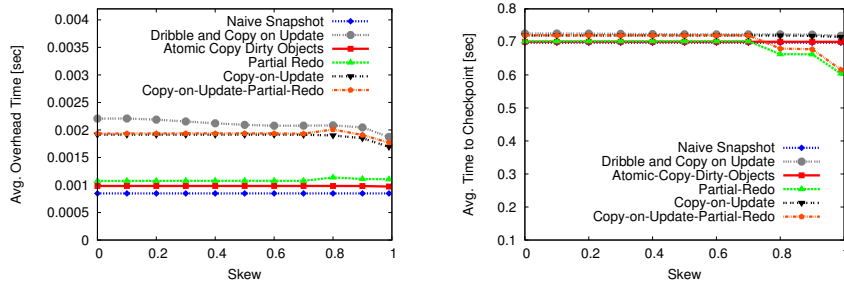 0.004
0.0035
0.003
0.0025
0.002
0.0015
0.001
0.0005
0
Avg. Overhead Time [sec]
Naive Snapshot
Dribble and Copy on Update
Atomic Copy Dirty Objects
Partial Redo
Copy-on-Update
Copy-on-Update-Partial-Redo
0 0.2 0.4 0.6 0.8 1
Skew
0.8
0.7
0.6
0.5
0.4
0.3
0.2
0.1
Avg. Time to Checkpoint [sec]
Naive Snapshot
Dribble and Copy on Update
Atomic-Copy-Dirty-Objects
Partial-Redo
Copy-on-Update
Copy-on-Update-Partial-Redo
0 0.2 0.4 0.6 0.8
Skew